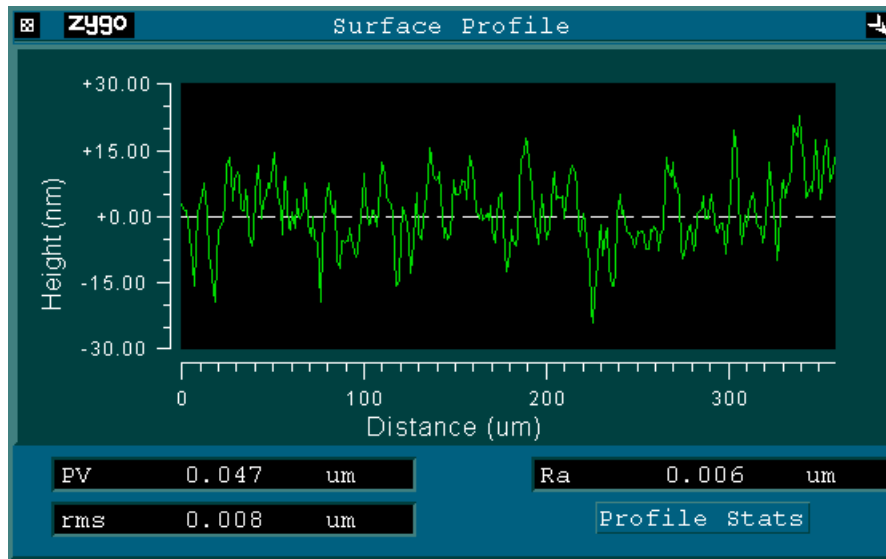 zygo Surface Profile
+30.00
+15.00
+0.00
-15.00
-30.00
Height (nm)
0 100 200 300
Distance (um)
PV 0.047 um Ra 0.006 um
rms 0.008 um Profile Stats